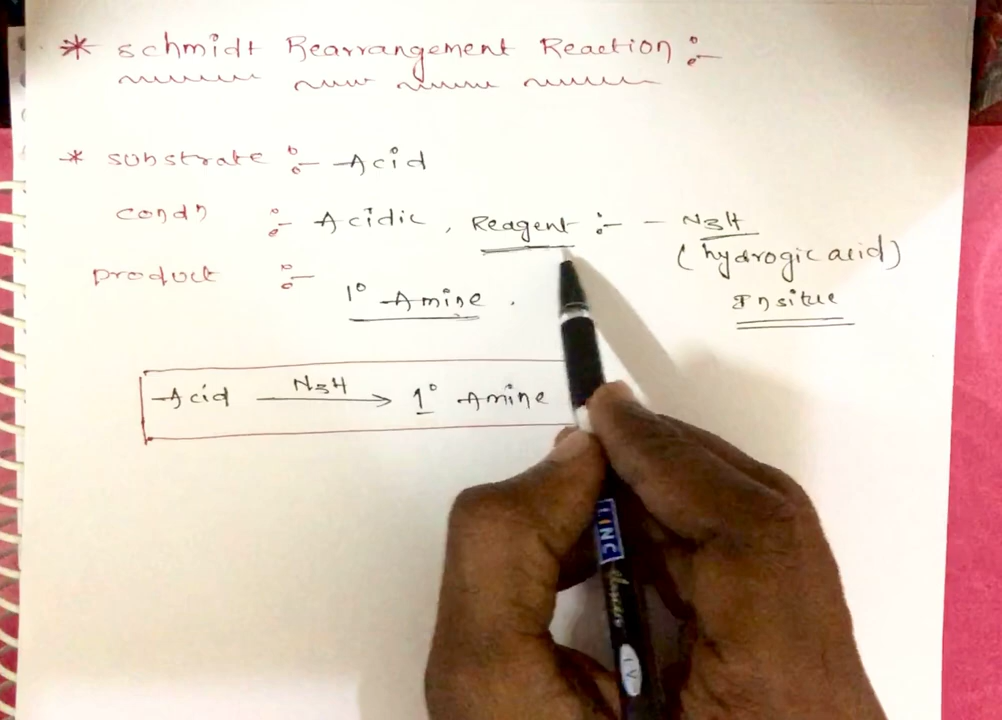 * schmidt Rearrangement Reaction :-
* substrate :- Acid
condn :- Acidic, Reagent :- - N3H
(hydrogic acid)
product :- Insitue
1° Amine .
Acid N3H → 1° Amine
LINC